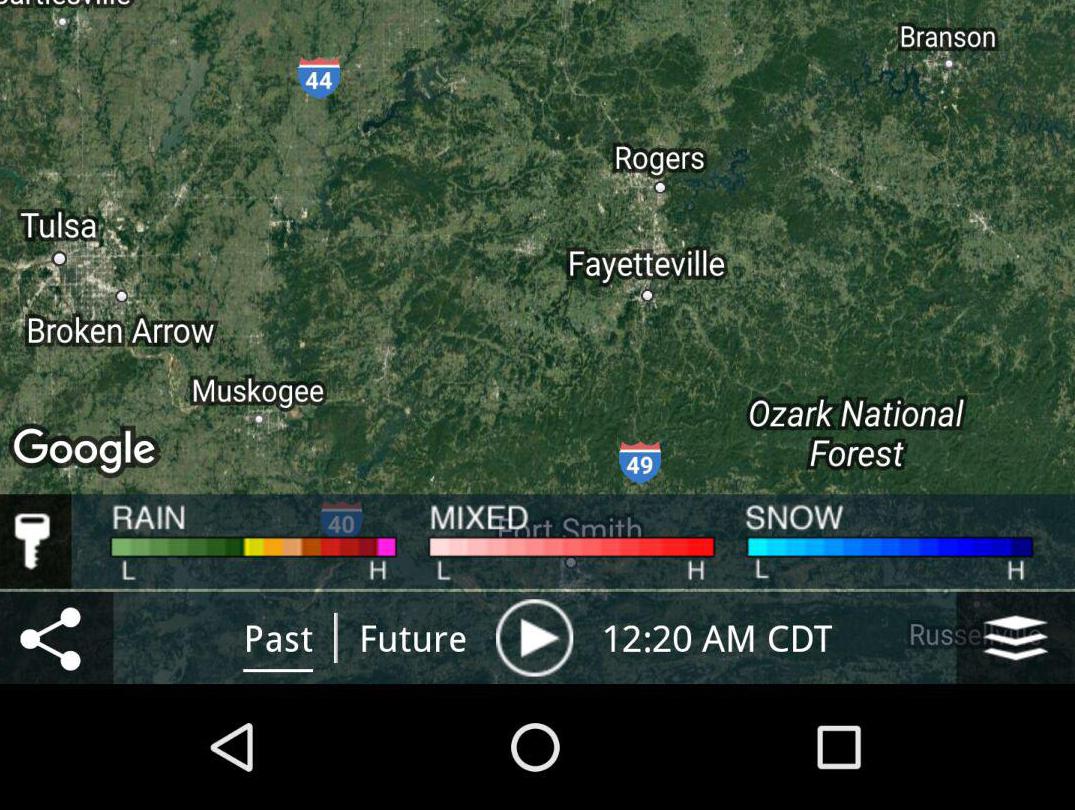 Bartlesville
Branson
44
Rogers
Tulsa
Fayetteville
Broken Arrow
Muskogee
Ozark National
Forest
Google
49
RAIN
40
MIXED
Fort Smith
SNOW
L
H
L
H
L
H
Past | Future
12:20 AM CDT
Russellville